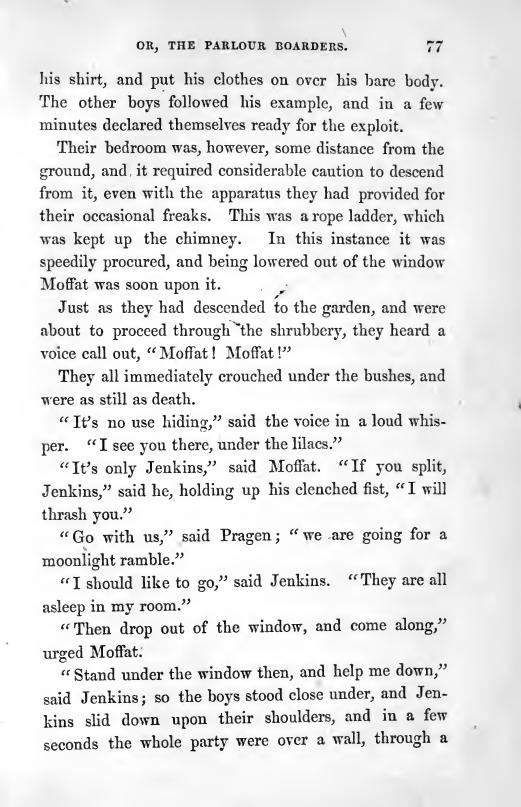 OR, THE PARLOUR BOARDERS. 77
his shirt, and put his clothes on over his bare body.
The other boys followed his example, and in a few
minutes declared themselves ready for the exploit.
Their bedroom was, however, some distance from the
ground, and it required considerable caution to descend
from it, even with the apparatus they had provided for
their occasional freaks. This was a rope ladder, which
was kept up the chimney. In this instance it was
speedily procured, and being lowered out of the window
Moffat was soon upon it.
Just as they had descended to the garden, and were
about to proceed through the shrubbery, they heard a
voice call out, “Moffat! Moffat!”
They all immediately crouched under the bushes, and
were as still as death.
“It’s no use hiding,” said the voice in a loud whis-
per. “I see you there, under the lilacs.”
“It’s only Jenkins,” said Moffat. “If you split,
Jenkins,” said he, holding up his clenched fist, “I will
thrash you.”
“Go with us,” said Pragen; “we are going for a
moonlight ramble.”
“I should like to go,” said Jenkins. “They are all
asleep in my room.”
“Then drop out of the window, and come along,”
urged Moffat.
“Stand under the window then, and help me down,”
said Jenkins; so the boys stood close under, and Jen-
kins slid down upon their shoulders, and in a few
seconds the whole party were over a wall, through a